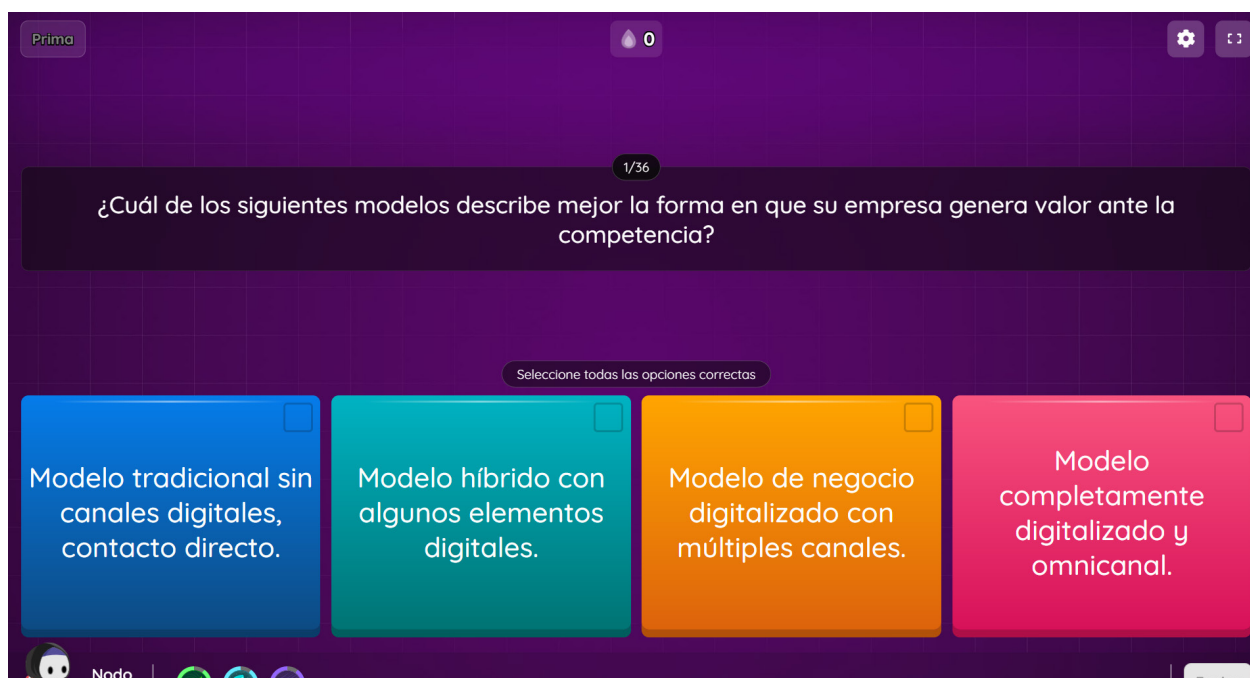 Prima
0
1/36
¿Cuál de los siguientes modelos describe mejor la forma en que su empresa genera valor ante la
competencia?
Seleccione todas las opciones correctas
Modelo tradicional sin
canales digitales,
contacto directo.
Modelo híbrido con
algunos elementos
digitales.
Modelo de negocio
digitalizado con
múltiples canales.
Modelo
completamente
digitalizado y
omnicanal.
Nodo